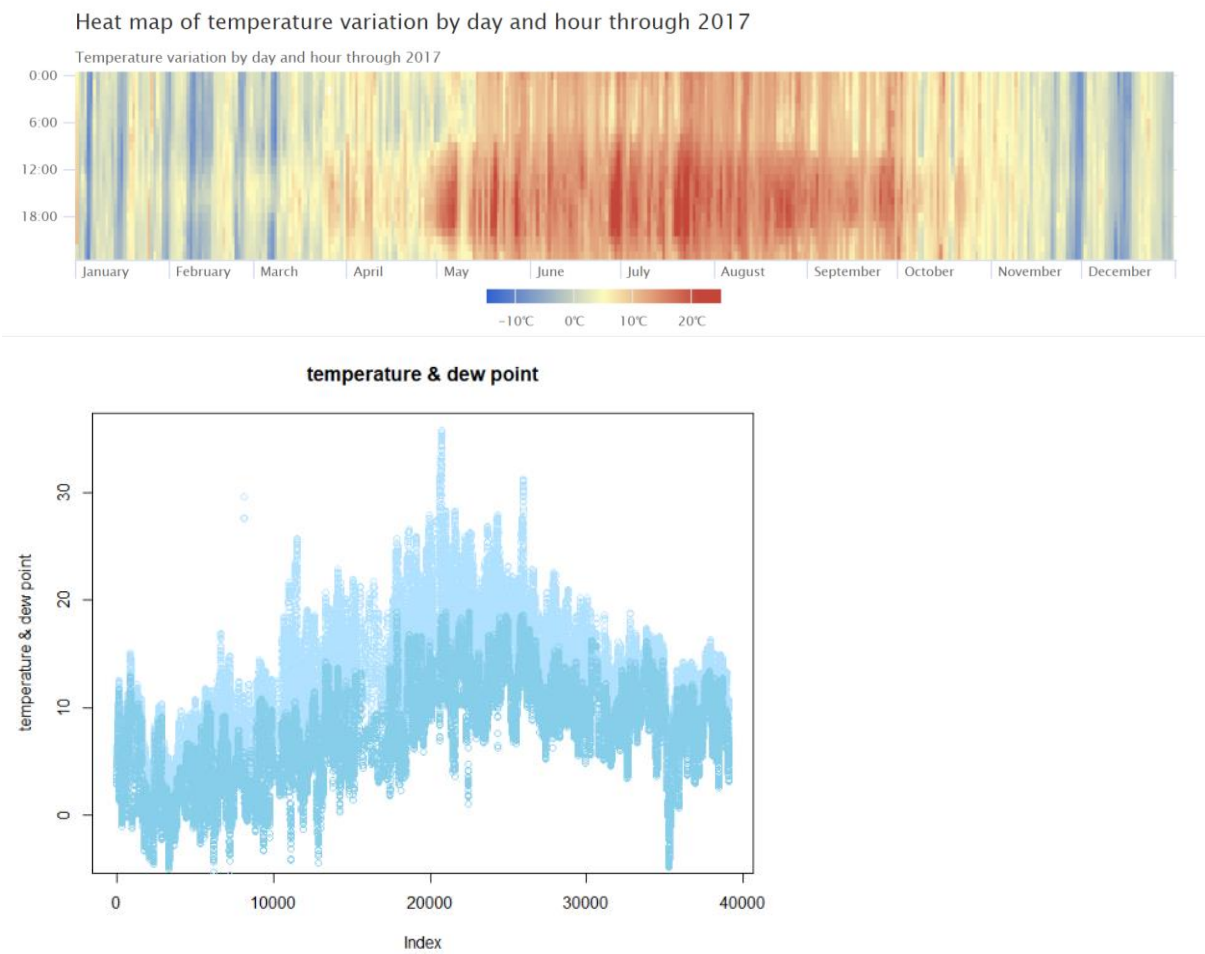 Heat map of temperature variation by day and hour through 2017
Temperature variation by day and hour through 2017
0:00
6:00
12:00
18:00
January February March April May June July August September October November December
−10℃ 0℃ 10℃ 20℃
temperature & dew point
temperature & dew point
30
20
10
0
0 10000 20000 30000 40000
Index